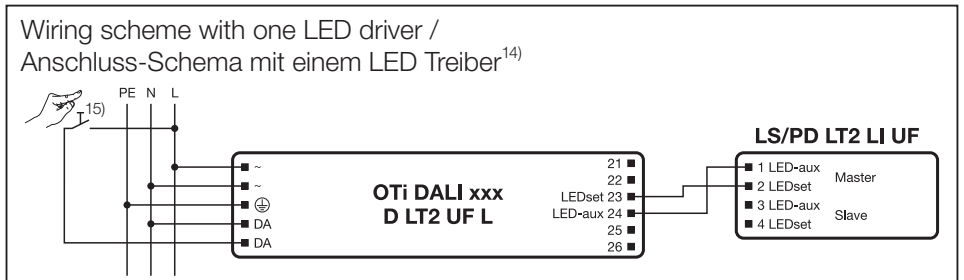 Wiring scheme with one LED driver /
Anschluss-Schema mit einem LED Treiber14)
15)
PE N L
LS/PD LT2 LI UF
~
~
DA
DA
OTi DALI xxx
D LT2 UF L
21
22
LEDset 23
LED-aux 24
25
26
1 LED-aux
2 LEDset
Master
3 LED-aux
4 LEDset
Slave